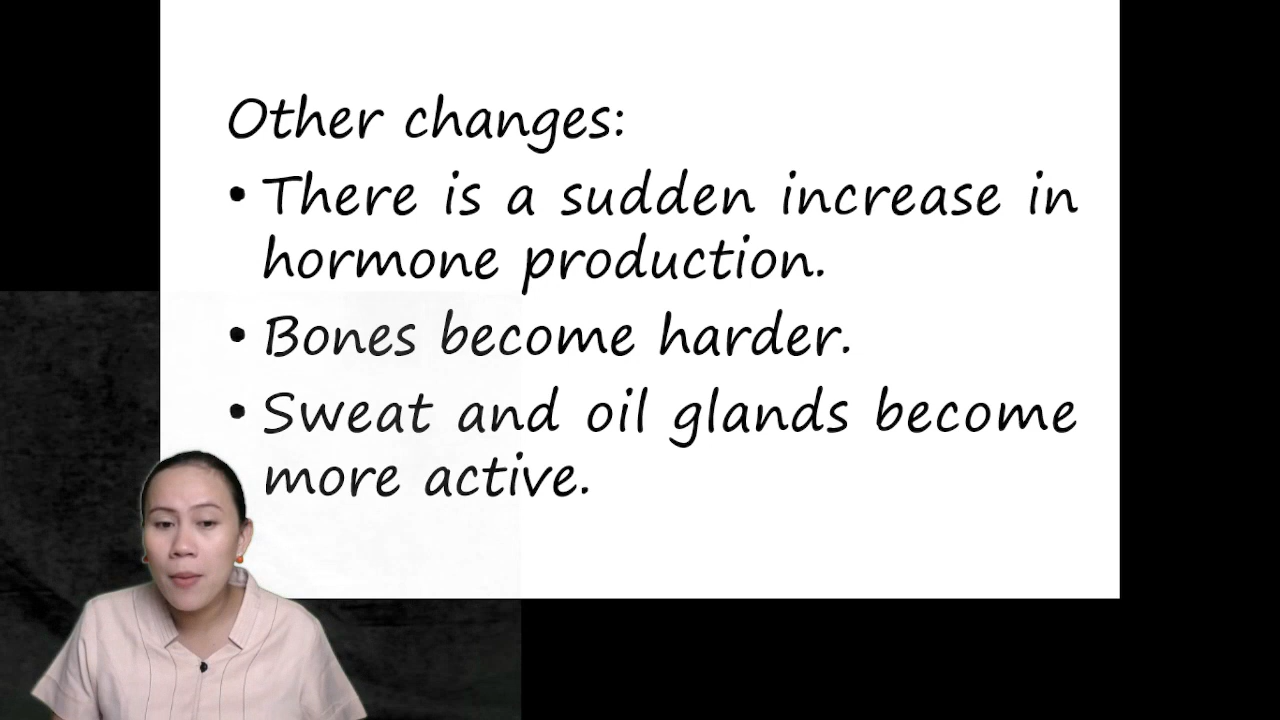 Other changes:
• There is a sudden increase in
hormone production.
• Bones become harder.
• Sweat and oil glands become
more active.